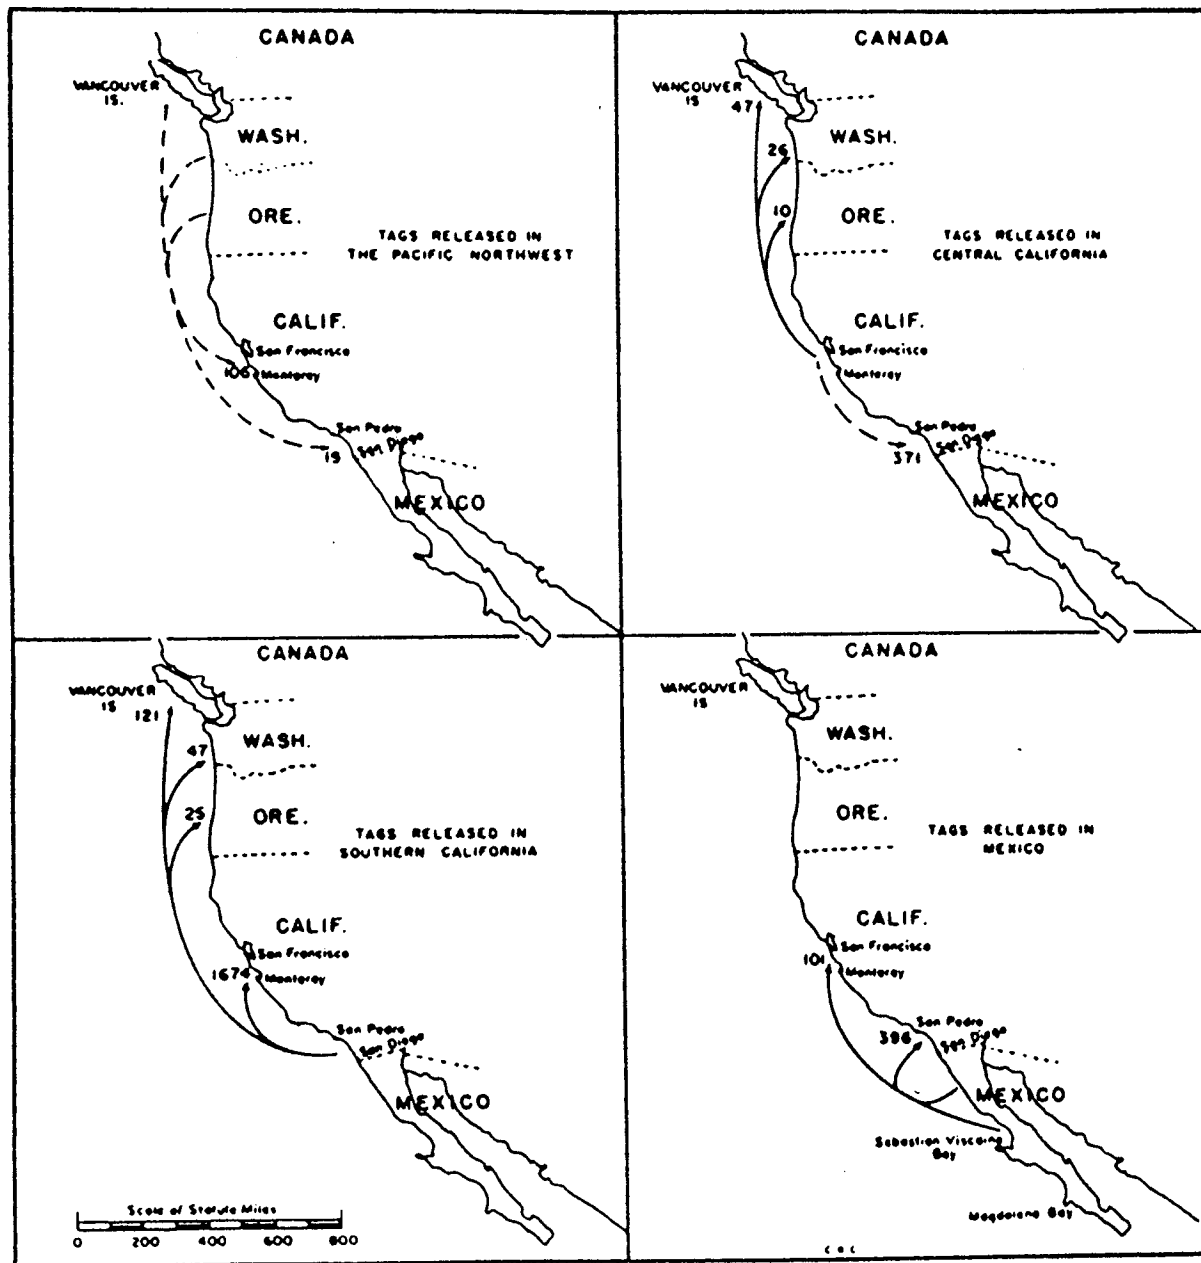 CANADA
VANCOUVER
IS.
WASH.
ORE.
TAGS RELEASED IN
THE PACIFIC NORTHWEST
CALIF.
San Francisco
106
Monterey
San Pedro
San Diego
19
MEXICO
CANADA
VANCOUVER
IS
47
WASH.
26
10
ORE.
TAGS RELEASED IN
CENTRAL CALIFORNIA
CALIF.
San Francisco
Monterey
San Pedro
San Diego
371
MEXICO
CANADA
VANCOUVER
IS
121
WASH.
47
25
ORE.
TAGS RELEASED IN
SOUTHERN CALIFORNIA
CALIF.
San Francisco
1674
Monterey
San Pedro
San Diego
MEXICO
Scale of Statute Miles
0 200 400 600 800
CANADA
VANCOUVER
IS
WASH.
ORE.
TAGS RELEASED IN
MEXICO
CALIF.
San Francisco
101
Monterey
San Pedro
396
San Diego
MEXICO
Sebastian Viscaino
Bay
Magdalena Bay